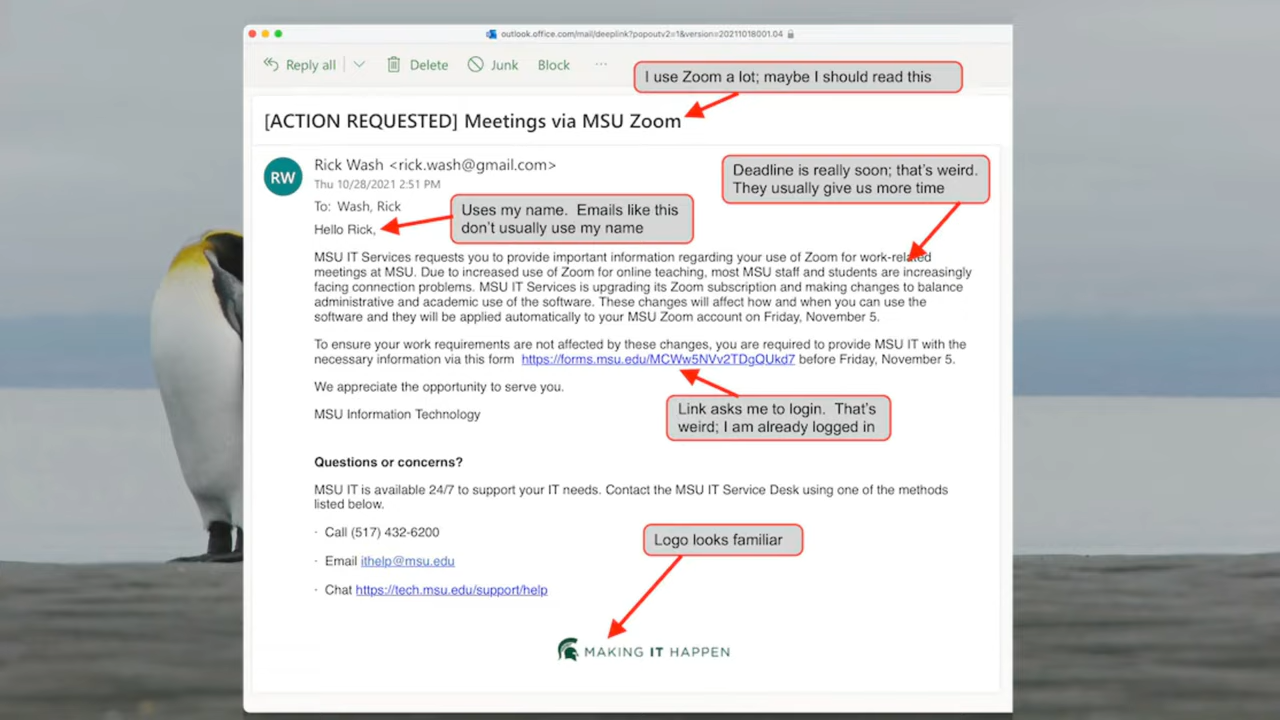 outlook.office.com/mail/deeplink?popoutv2=1&version=20211018001.04
Reply all
Delete
Junk
Block
...
I use Zoom a lot; maybe I should read this
[ACTION REQUESTED] Meetings via MSU Zoom
RW
Rick Wash <rick.wash@gmail.com>
Thu 10/28/2021 2:51 PM
Deadline is really soon; that's weird.
They usually give us more time
To: Wash, Rick
Hello Rick,
Uses my name. Emails like this
don't usually use my name
MSU IT Services requests you to provide important information regarding your use of Zoom for work-related
meetings at MSU. Due to increased use of Zoom for online teaching, most MSU staff and students are increasingly
facing connection problems. MSU IT Services is upgrading its Zoom subscription and making changes to balance
administrative and academic use of the software. These changes will affect how and when you can use the
software and they will be applied automatically to your MSU Zoom account on Friday, November 5.
To ensure your work requirements are not affected by these changes, you are required to provide MSU IT with the
necessary information via this form https://forms.msu.edu/MCWw5NVv2TDgQUkd7 before Friday, November 5.
We appreciate the opportunity to serve you.
Link asks me to login. That's
weird; I am already logged in
MSU Information Technology
Questions or concerns?
MSU IT is available 24/7 to support your IT needs. Contact the MSU IT Service Desk using one of the methods
listed below.
· Call (517) 432-6200
Logo looks familiar
· Email ithelp@msu.edu
· Chat https://tech.msu.edu/support/help
MAKING IT HAPPEN